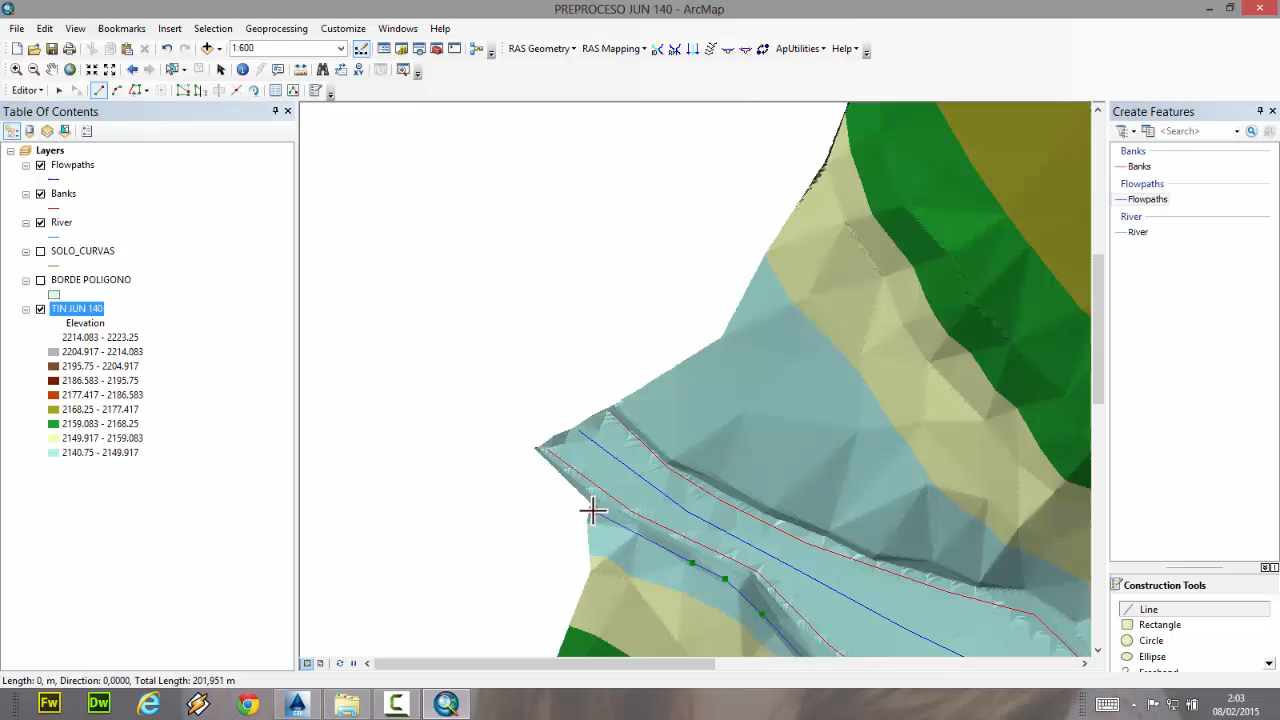 PREPROCESO JUN 140 - ArcMap
File Edit View Bookmarks Insert Selection Geoprocessing Customize Windows Help
1:600 RAS Geometry RAS Mapping ApUtilities Help
Editor
Table Of Contents
Layers
Flowpaths
Banks
River
SOLO_CURVAS
BORDE POLIGONO
TIN JUN 140
Elevation
2214.083 - 2223.25
2204.917 - 2214.083
2195.75 - 2204.917
2186.583 - 2195.75
2177.417 - 2186.583
2168.25 - 2177.417
2159.083 - 2168.25
2149.917 - 2159.083
2140.75 - 2149.917
Create Features
<Search>
Banks
Banks
Flowpaths
Flowpaths
River
River
Construction Tools
Line
Rectangle
Circle
Ellipse
Length: 0, m, Direction: 0,0000, Total Length: 201,951 m
Fw Dw
2:03
08/02/2015